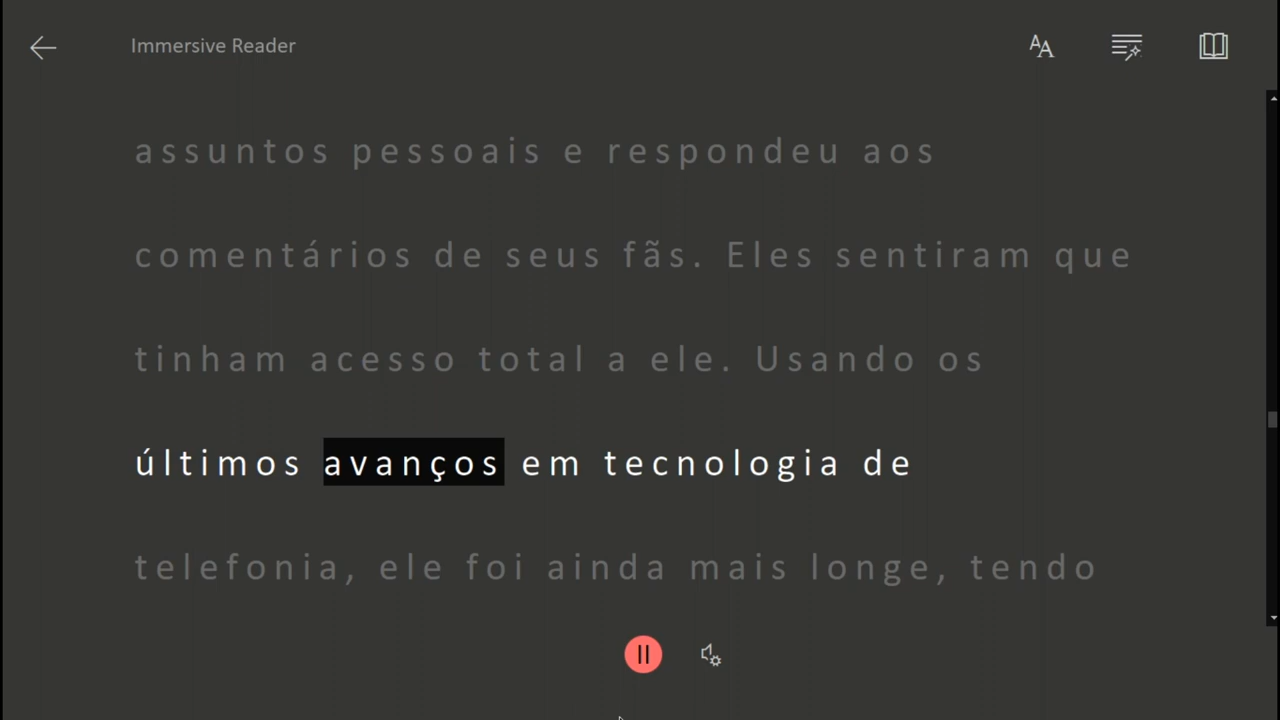 Immersive Reader
assuntos pessoais e respondeu aos
comentários de seus fãs. Eles sentiram que
tinham acesso total a ele. Usando os
últimos avanços em tecnologia de
telefonia, ele foi ainda mais longe, tendo